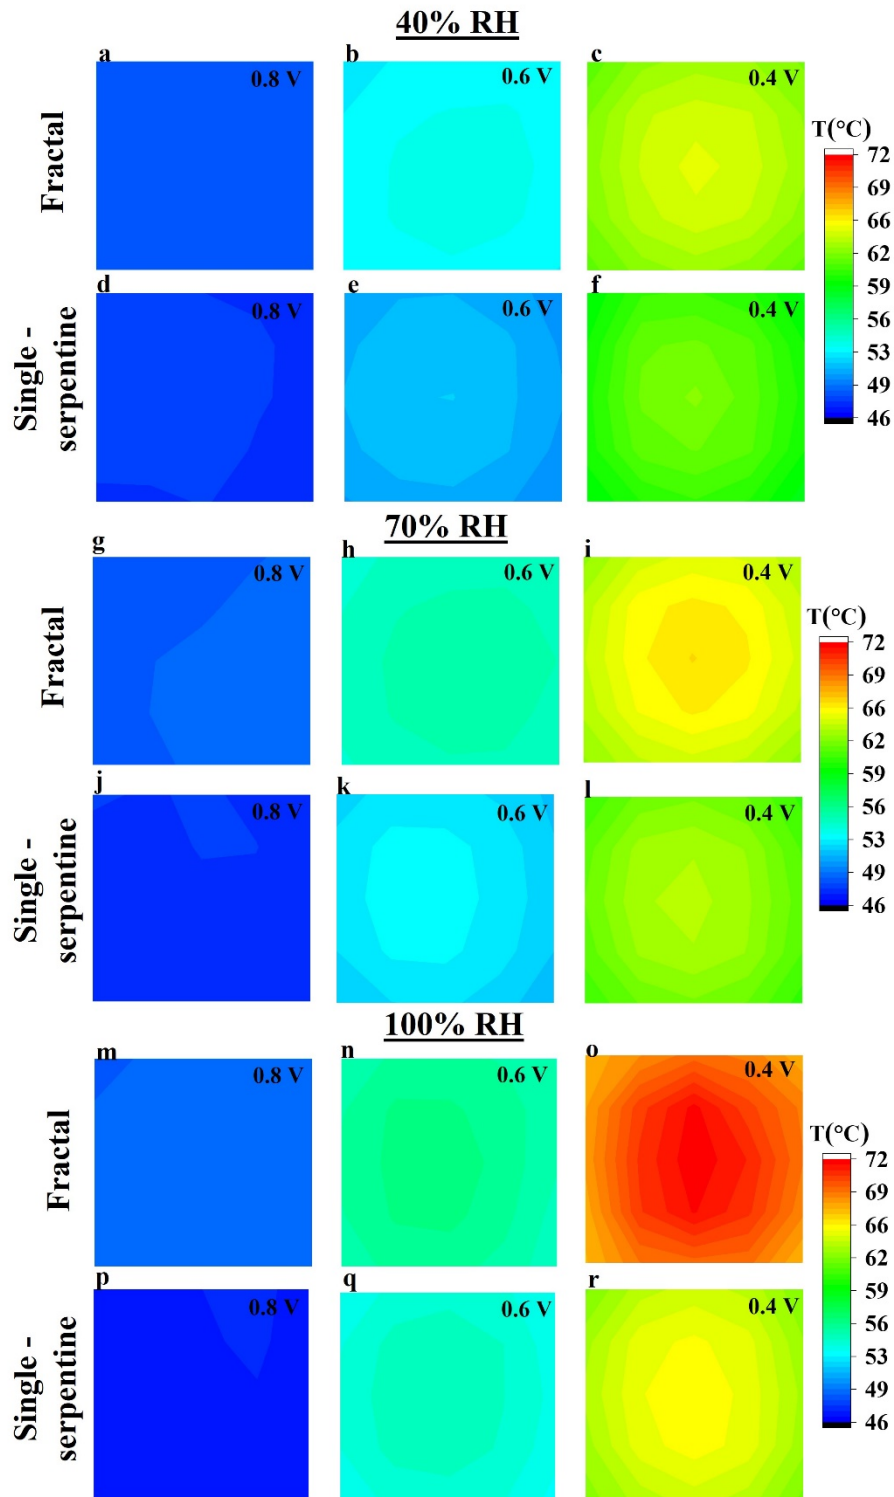 40% RH
a b c
0.8 V 0.6 V 0.4 V
Fractal
T(°C)
72
69
66
62
59
56
53
49
46
d e f
0.8 V 0.6 V 0.4 V
Single -
serpentine
70% RH
g h i
0.8 V 0.6 V 0.4 V
Fractal
T(°C)
72
69
66
62
59
56
53
49
46
j k l
0.8 V 0.6 V 0.4 V
Single -
serpentine
100% RH
m n o
0.8 V 0.6 V 0.4 V
Fractal
T(°C)
72
69
66
62
59
56
53
49
46
p q r
0.8 V 0.6 V 0.4 V
Single -
serpentine